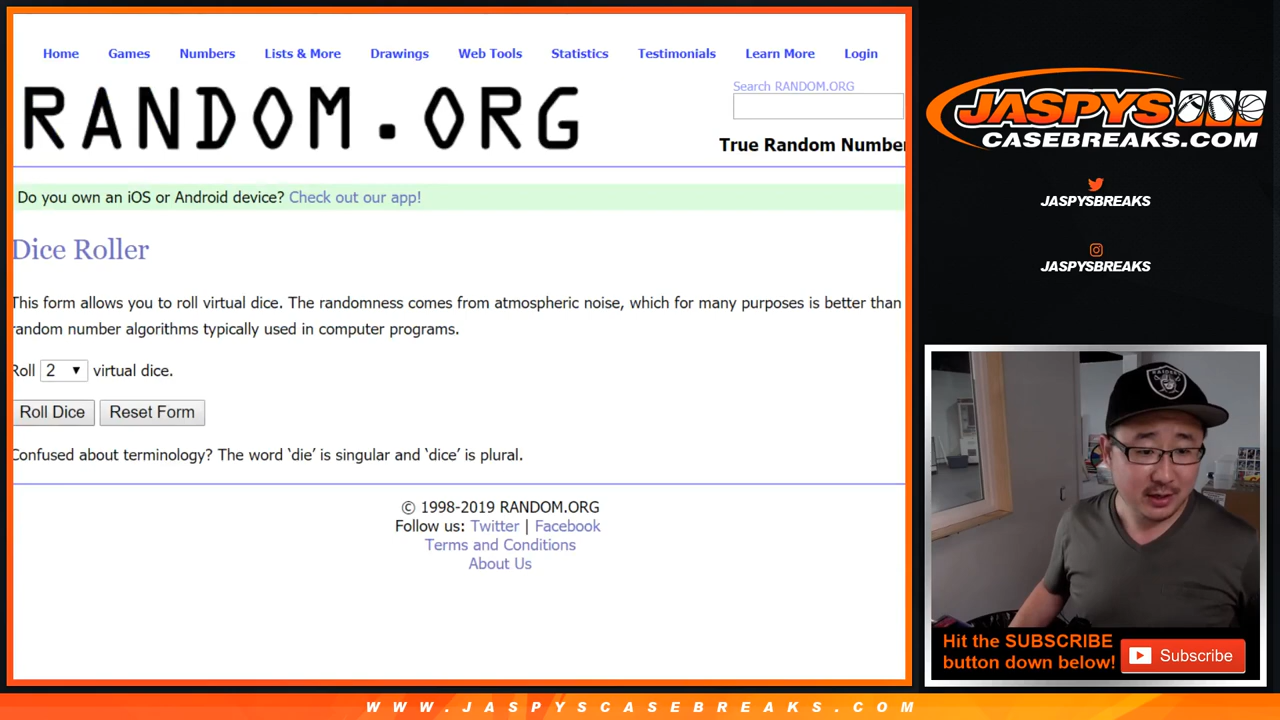 Home Games Numbers Lists & More Drawings Web Tools Statistics Testimonials Learn More Login
RANDOM.ORG
Search RANDOM.ORG
True Random Number
Do you own an iOS or Android device? Check out our app!
Dice Roller
This form allows you to roll virtual dice. The randomness comes from atmospheric noise, which for many purposes is better than
random number algorithms typically used in computer programs.
Roll 2 virtual dice.
Roll Dice Reset Form
Confused about terminology? The word ‘die’ is singular and ‘dice’ is plural.
© 1998-2019 RANDOM.ORG
Follow us: Twitter | Facebook
Terms and Conditions
About Us
JASPYS
CASEBREAKS.COM
JASPYSBREAKS
JASPYSBREAKS
RAIDERS
Hit the SUBSCRIBE
button down below!
Subscribe
WWW.JASPYSCASEBREAKS.COM